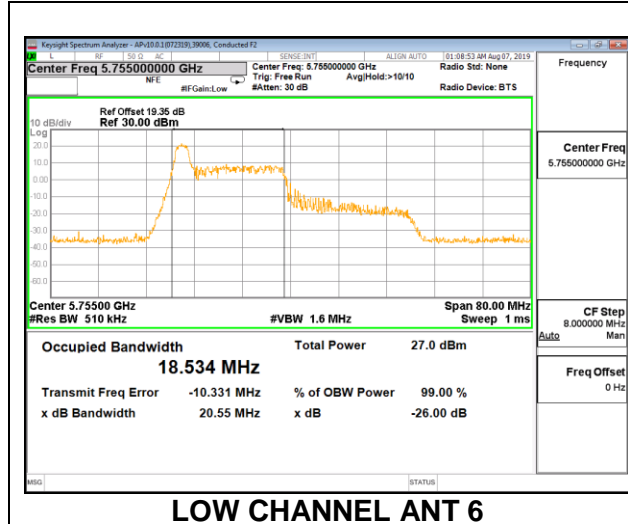 Keysight Spectrum Analyzer - APv10.0.1(072319),39006, Conducted F2
L RF 50 Ω AC SENSE:INT ALIGN AUTO 01:08:53 AM Aug 07, 2019
Center Freq 5.755000000 GHz
NFE
#IFGain:Low
Center Freq: 5.755000000 GHz
Trig: Free Run Avg|Hold:>10/10
#Atten: 30 dB
Radio Std: None
Radio Device: BTS
Frequency
Ref Offset 19.35 dB
10 dB/div Ref 30.00 dBm
Log
20.0
10.0
0.00
-10.0
-20.0
-30.0
-40.0
-50.0
-60.0
Center Freq
5.755000000 GHz
Center 5.75500 GHz Span 80.00 MHz
#Res BW 510 kHz #VBW 1.6 MHz Sweep 1 ms
CF Step
8.000000 MHz
Auto Man
Occupied Bandwidth Total Power 27.0 dBm
18.534 MHz
Freq Offset
0 Hz
Transmit Freq Error -10.331 MHz % of OBW Power 99.00 %
x dB Bandwidth 20.55 MHz x dB -26.00 dB
MSG STATUS
LOW CHANNEL ANT 6